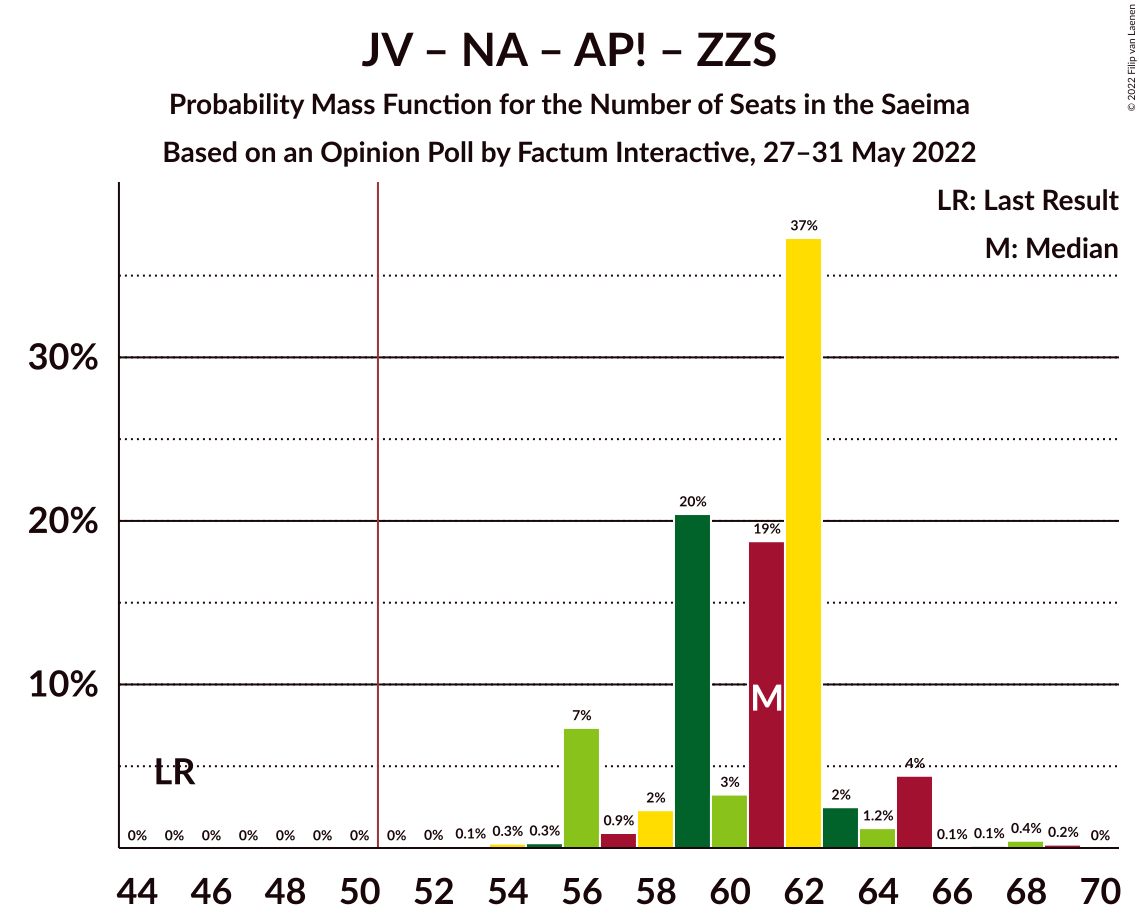 JV – NA – AP! – ZZS
Probability Mass Function for the Number of Seats in the Saeima
Based on an Opinion Poll by Factum Interactive, 27–31 May 2022
© 2022 Filip van Laenen
LR: Last Result
M: Median
37%
30%
20%
20%
19%
10%
M
7%
LR
4%
3%
2%
2%
1.2%
0.9%
0% 0% 0% 0% 0% 0% 0% 0% 0% 0.1% 0.3% 0.3% 0.1% 0.1% 0.4% 0.2% 0%
44 46 48 50 52 54 56 58 60 62 64 66 68 70